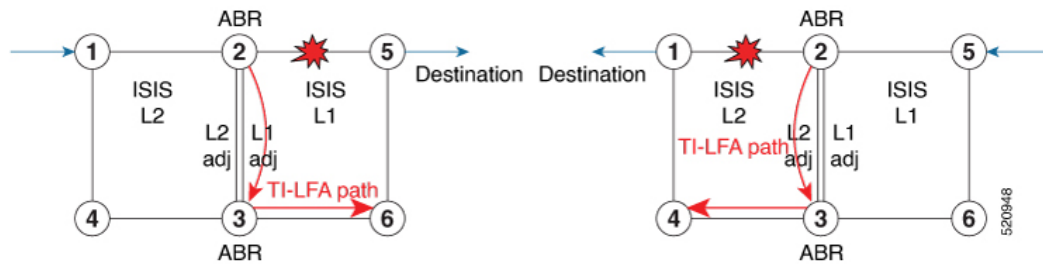 ABR
1
2
5
Destination
ISIS
L2
ISIS
L1
L2
adj
L1
adj
TI-LFA path
4
3
6
ABR
ABR
1
2
5
Destination
ISIS
L2
ISIS
L1
L2
adj
L1
adj
TI-LFA path
4
3
6
ABR
520948